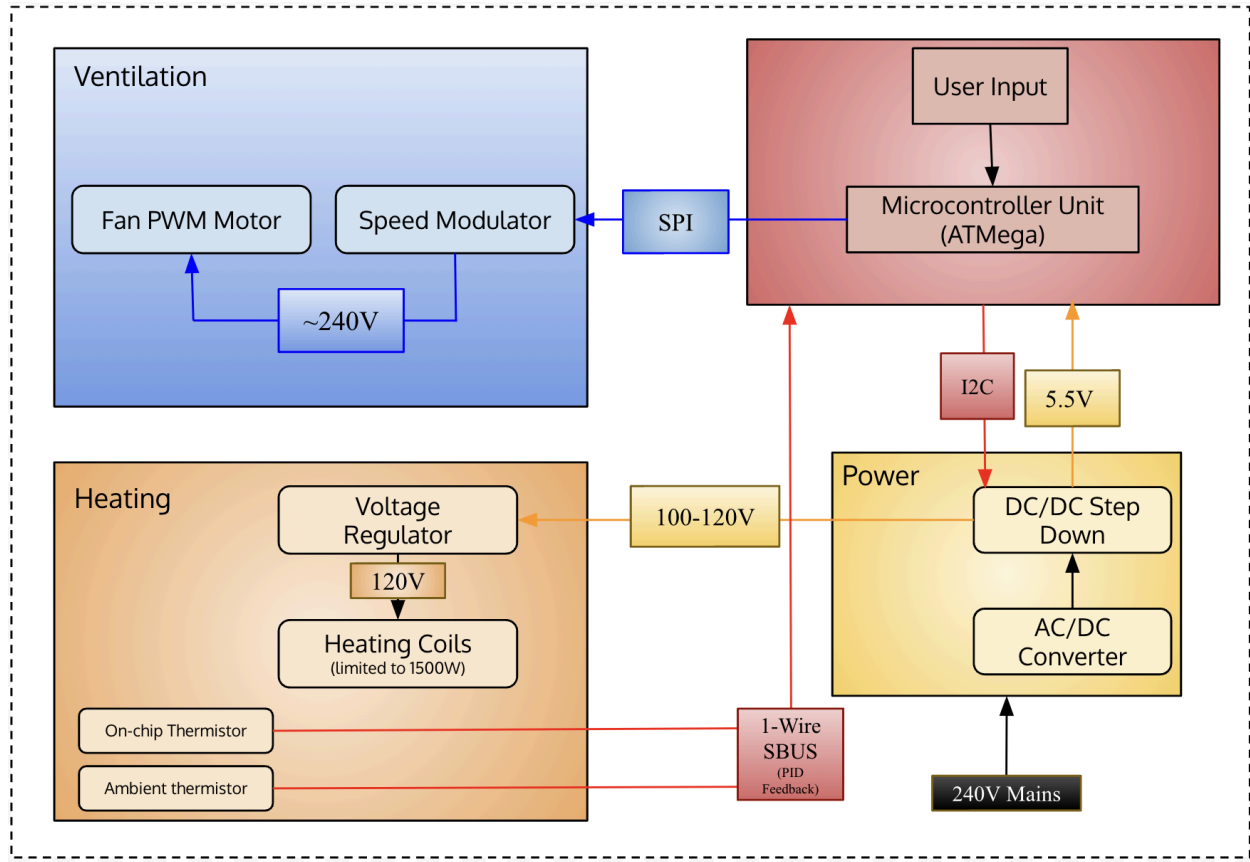 Ventilation
User Input
Microcontroller Unit
(ATMega)
Fan PWM Motor
Speed Modulator
SPI
~240V
I2C
5.5V
Heating
Voltage
Regulator
120V
Heating Coils
(limited to 1500W)
On-chip Thermistor
Ambient thermistor
100-120V
1-Wire
SBUS
(PID
Feedback)
Power
DC/DC Step
Down
AC/DC
Converter
240V Mains